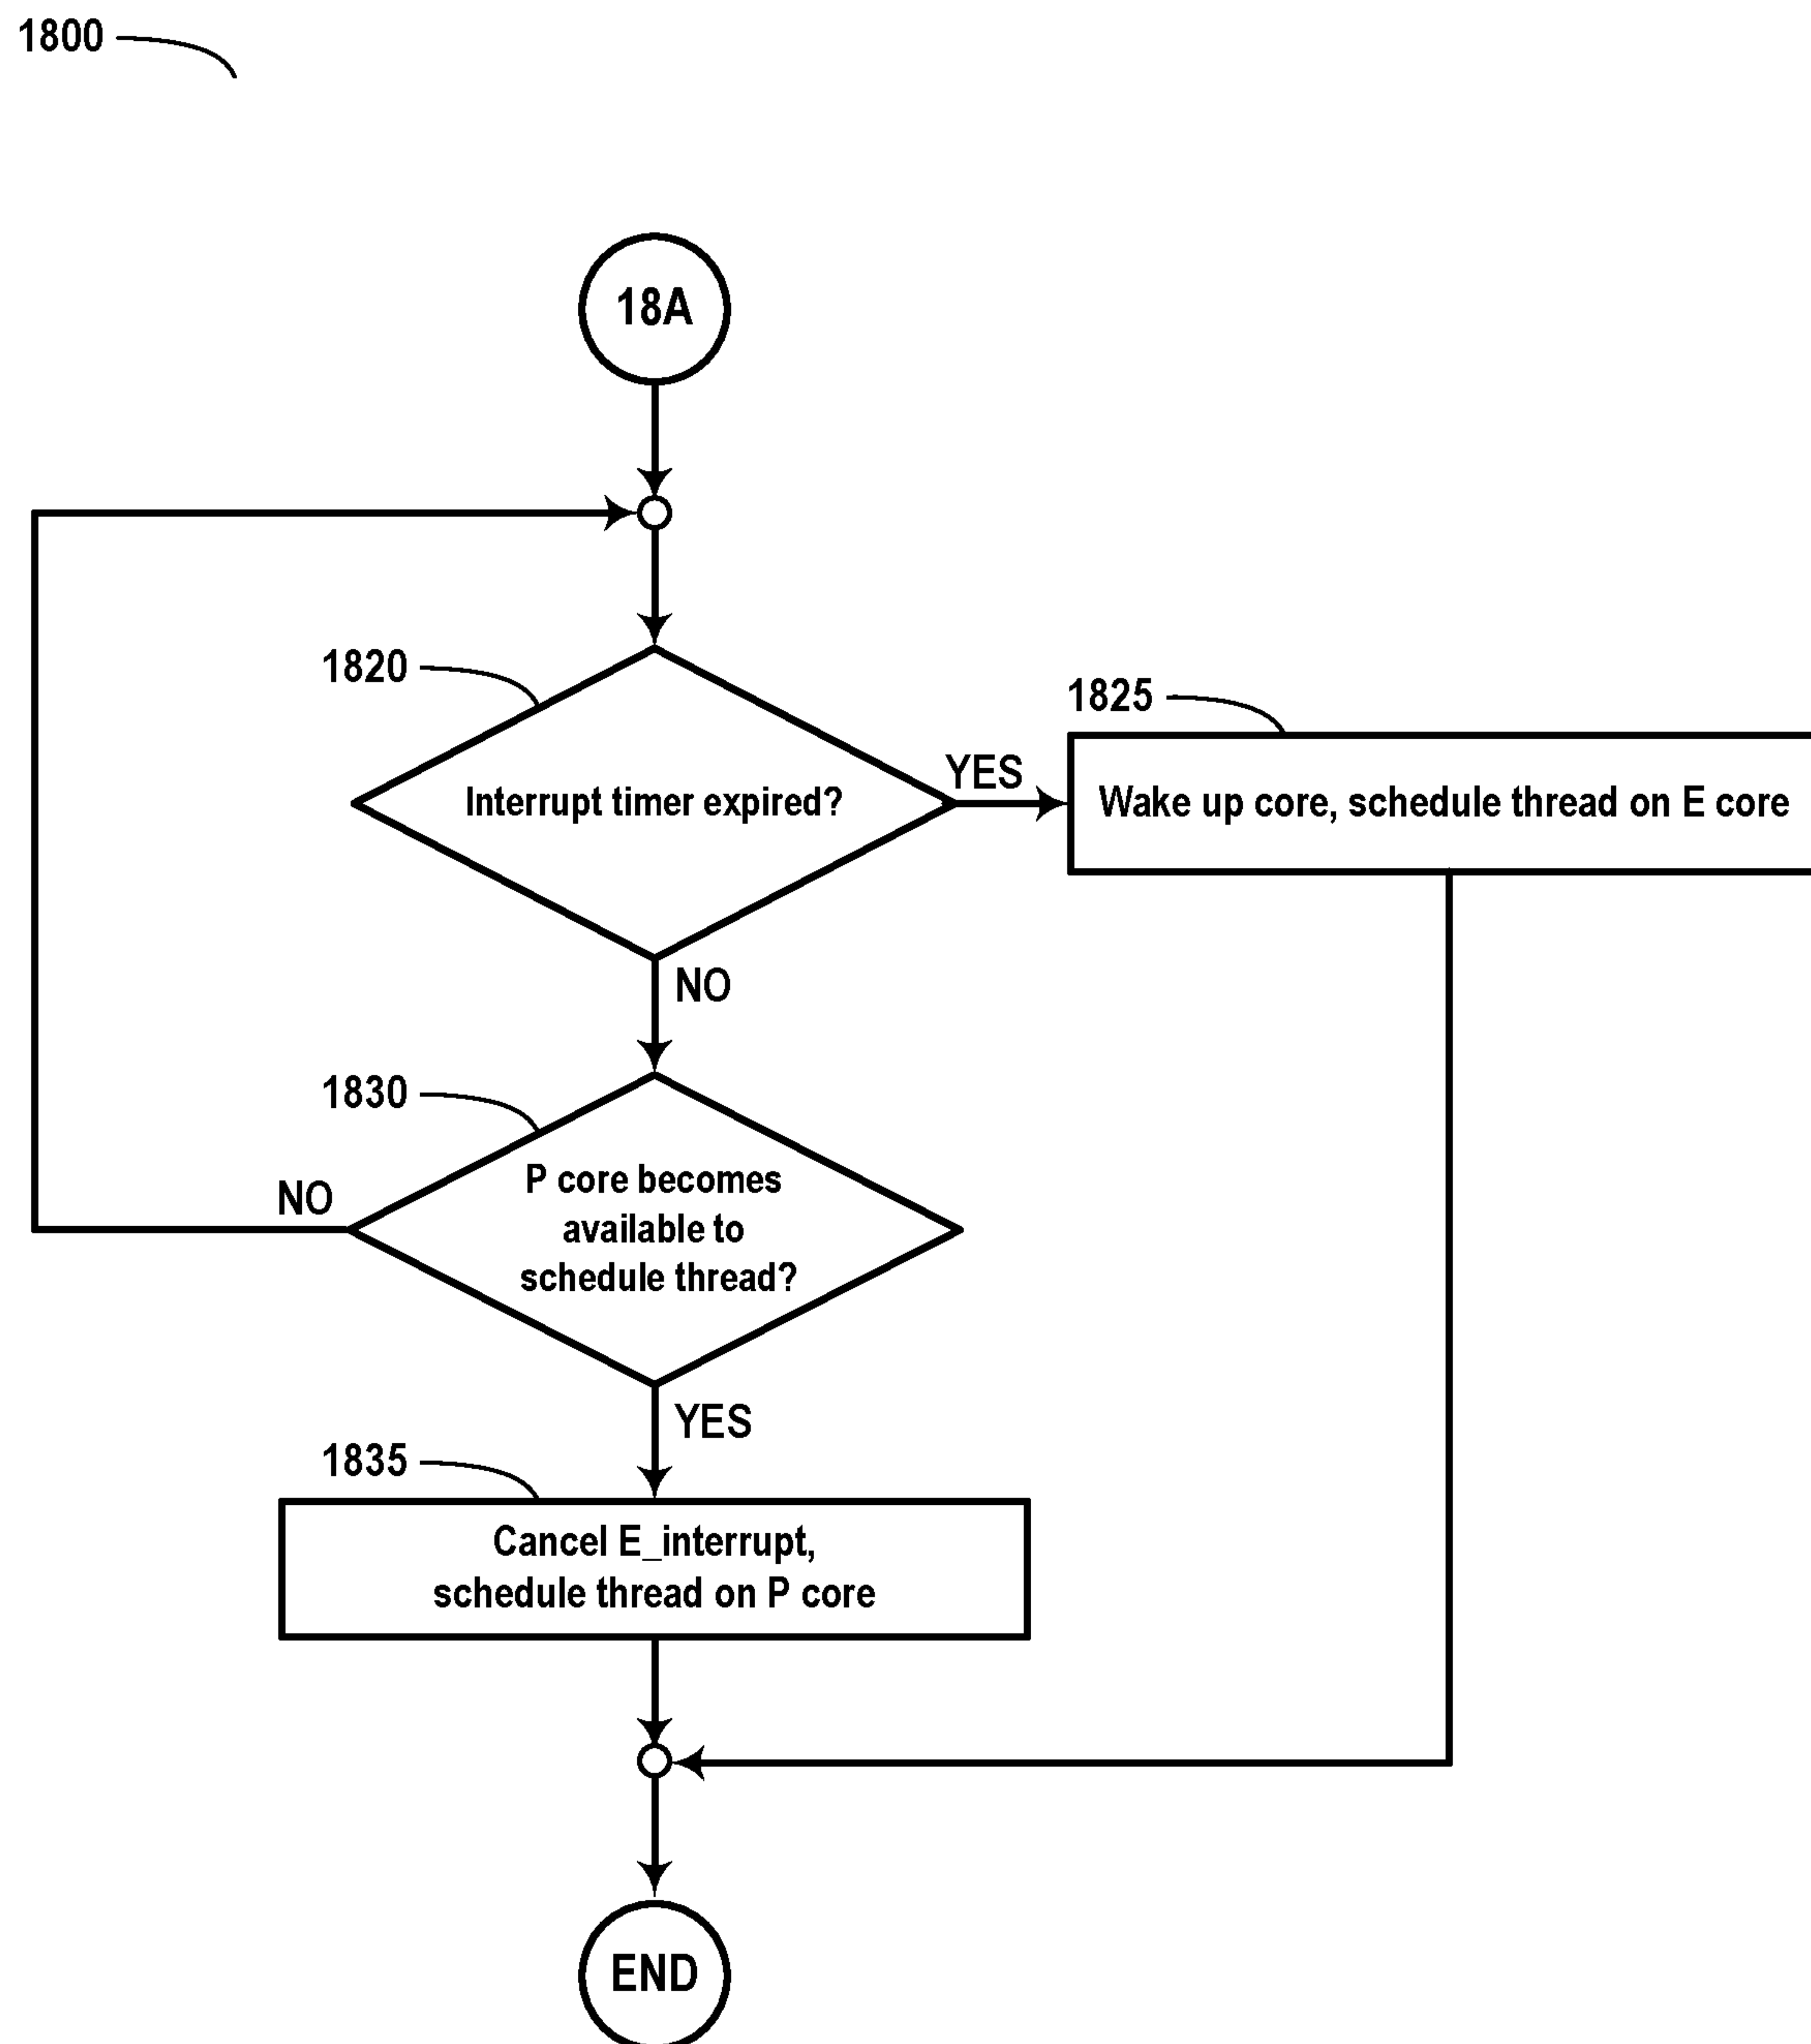 1800
18A
1820
Interrupt timer expired?
YES
1825
Wake up core, schedule thread on E core
NO
1830
P core becomes
available to
schedule thread?
NO
YES
1835
Cancel E_interrupt,
schedule thread on P core
END